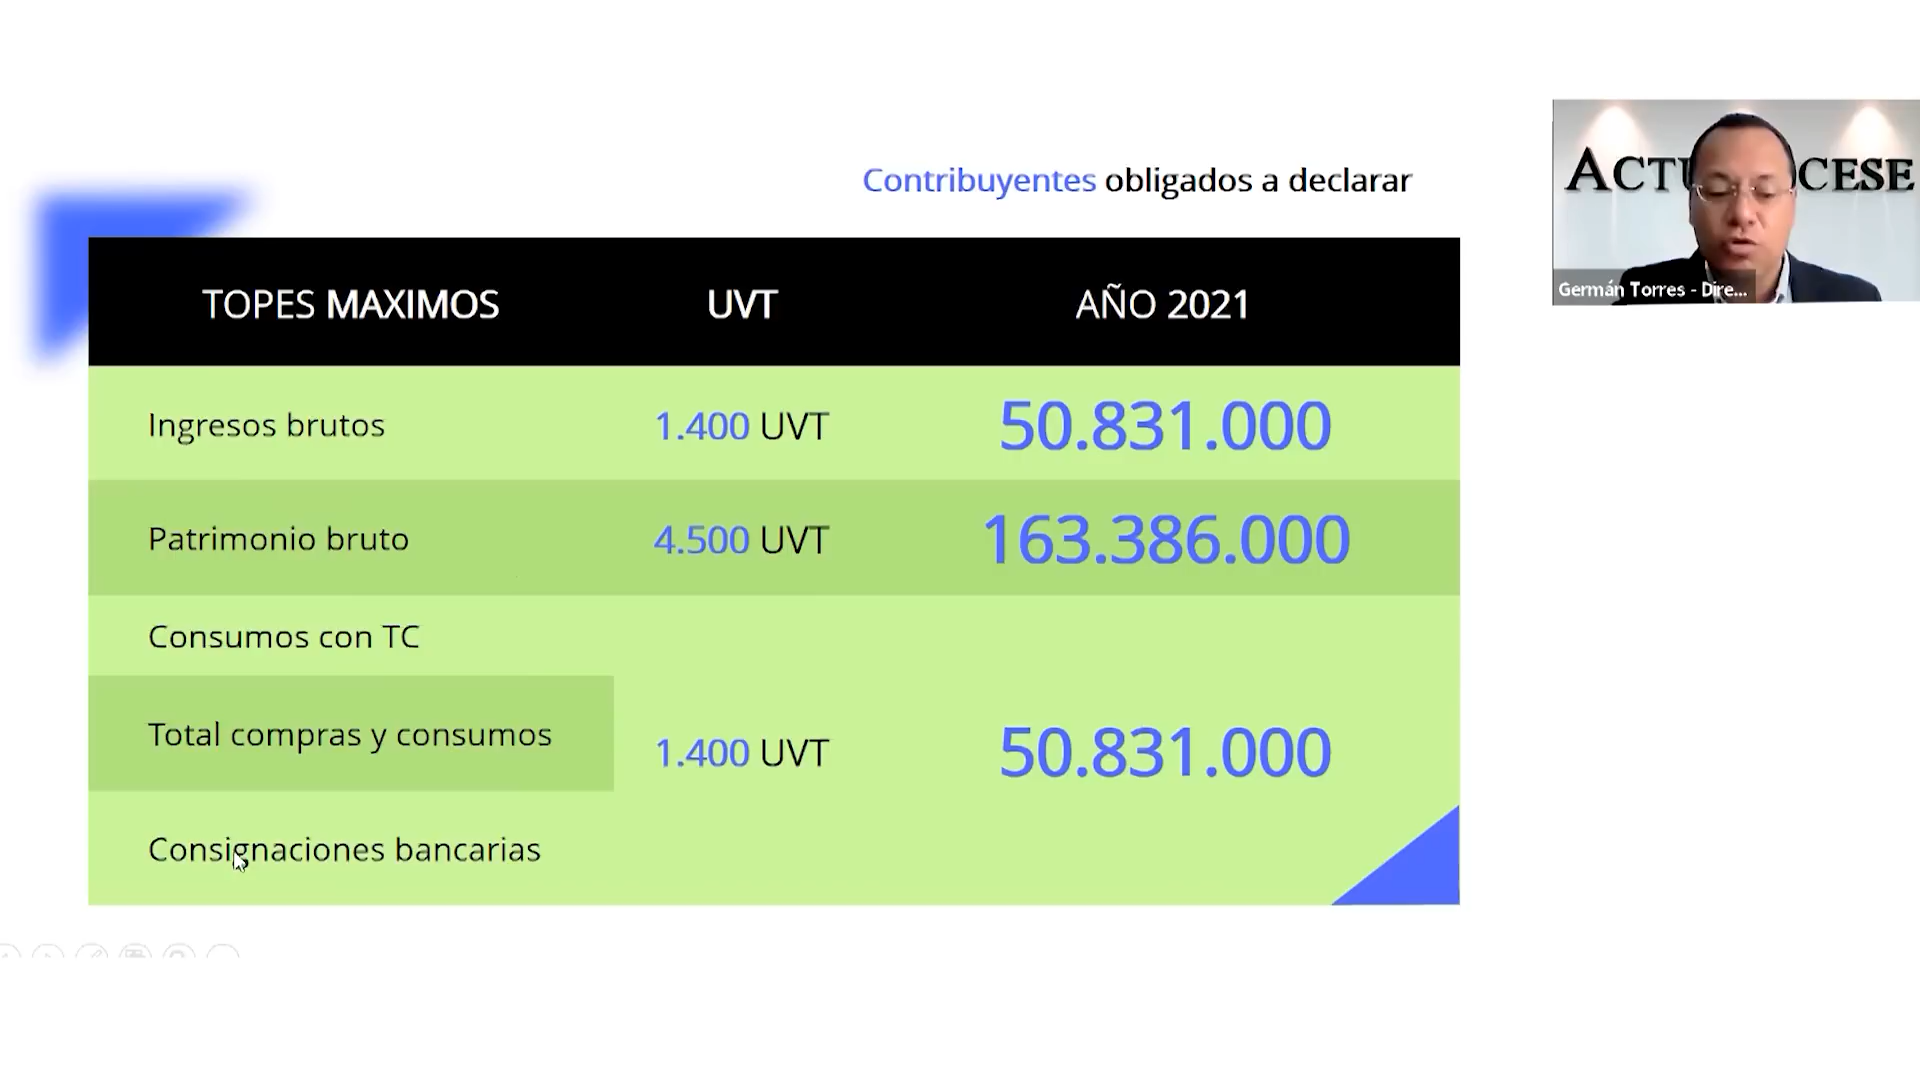 Contribuyentes obligados a declarar
TOPES MAXIMOS UVT AÑO 2021
Ingresos brutos 1.400 UVT 50.831.000
Patrimonio bruto 4.500 UVT 163.386.000
Consumos con TC
Total compras y consumos
1.400 UVT 50.831.000
Consignaciones bancarias
ACTU CESE
Germán Torres - Dire...